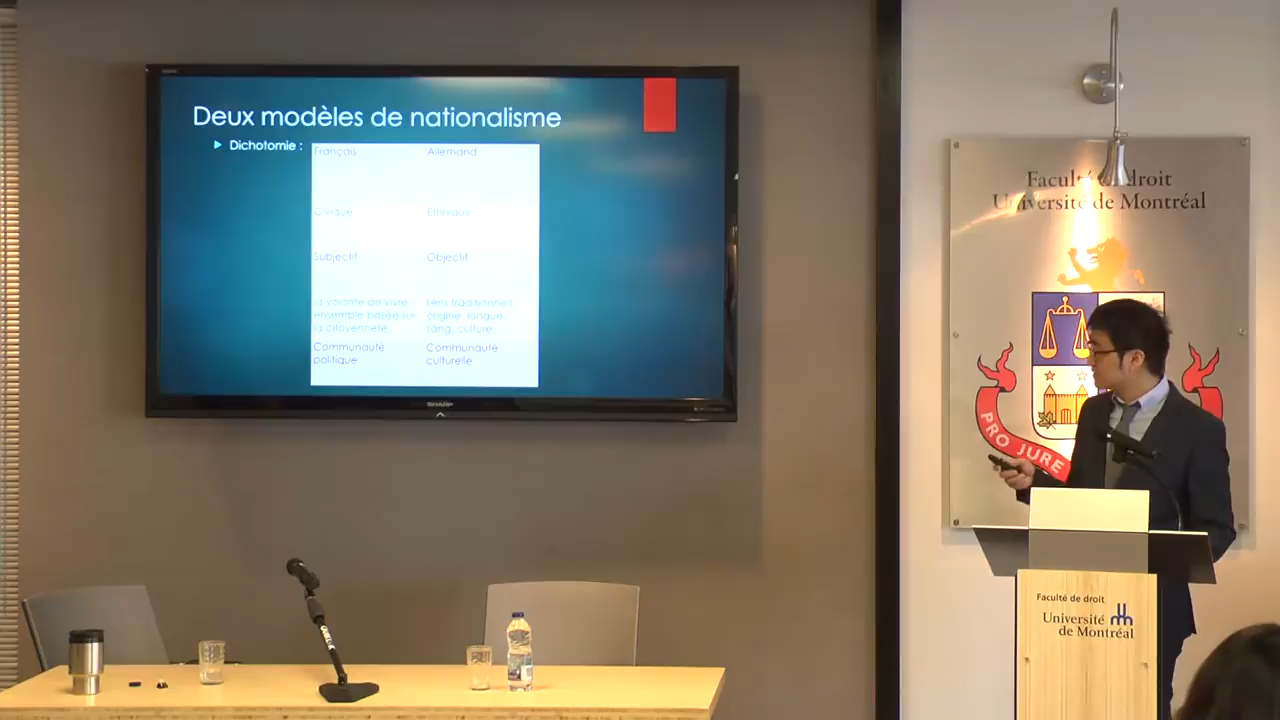 Deux modèles de nationalisme
Dichotomie :
Français
Allemand
Civique
Ethnique
Subjectif
Objectif
la volonté de vivre
ensemble basée sur
la citoyenneté
liens traditionnels
origine, langue,
sang, culture
Communauté
politique
Communauté
culturelle
SHARP
Faculté de droit
Université de Montréal
PRO JURE
Faculté de droit
Université
de Montréal